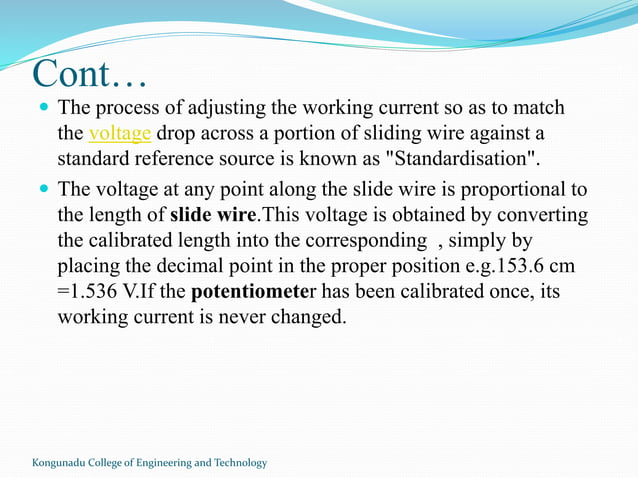 Cont…
The process of adjusting the working current so as to match
the voltage drop across a portion of sliding wire against a
standard reference source is known as "Standardisation".
The voltage at any point along the slide wire is proportional to
the length of slide wire.This voltage is obtained by converting
the calibrated length into the corresponding , simply by
placing the decimal point in the proper position e.g.153.6 cm
=1.536 V.If the potentiometer has been calibrated once, its
working current is never changed.
Kongunadu College of Engineering and Technology